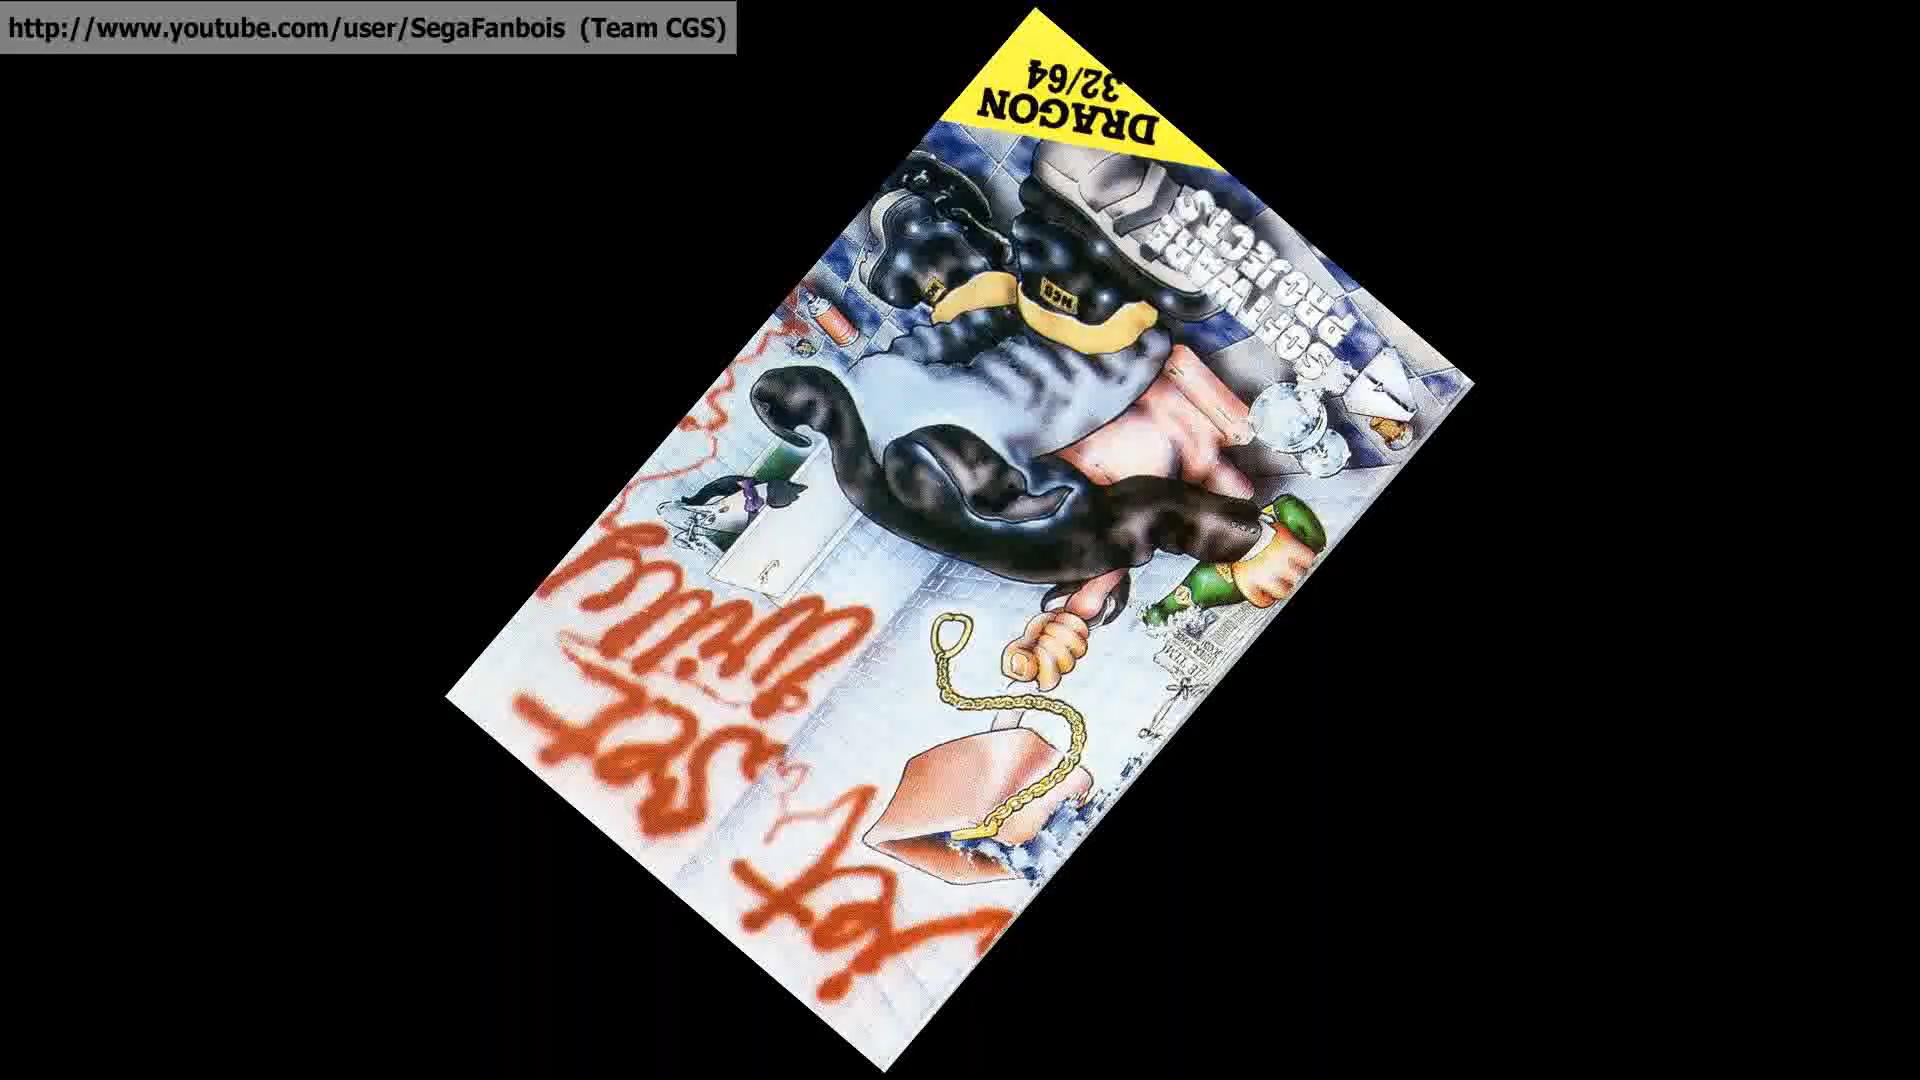 http://www.youtube.com/user/SegaFanbois (Team CGS)
Jet
Set
Willy
SOFTWARE
PROJECTS
DRAGON
32/64